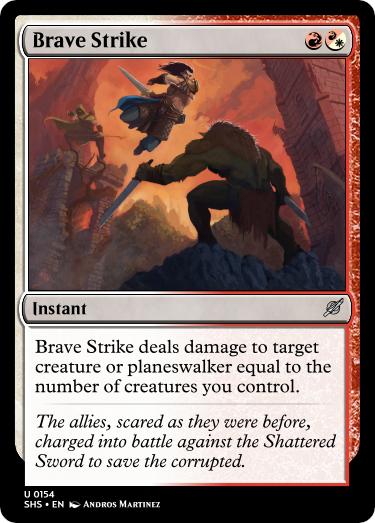 Brave Strike
Instant
Brave Strike deals damage to target
creature or planeswalker equal to the
number of creatures you control.
The allies, scared as they were before,
charged into battle against the Shattered
Sword to save the corrupted.
U 0154
SHS • EN Andros Martinez